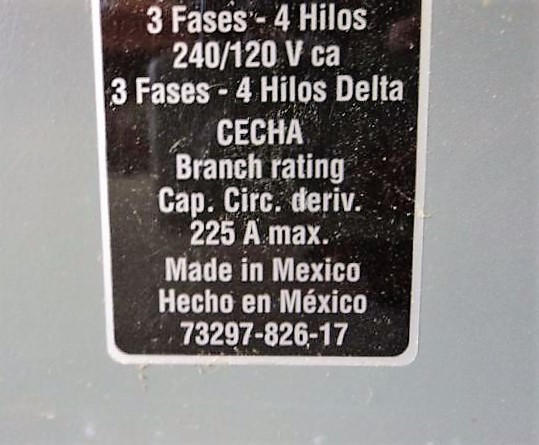 3 Fases - 4 Hilos
240/120 V ca
3 Fases - 4 Hilos Delta
CECHA
Branch rating
Cap. Circ. deriv.
225 A max.
Made in Mexico
Hecho en México
73297-826-17